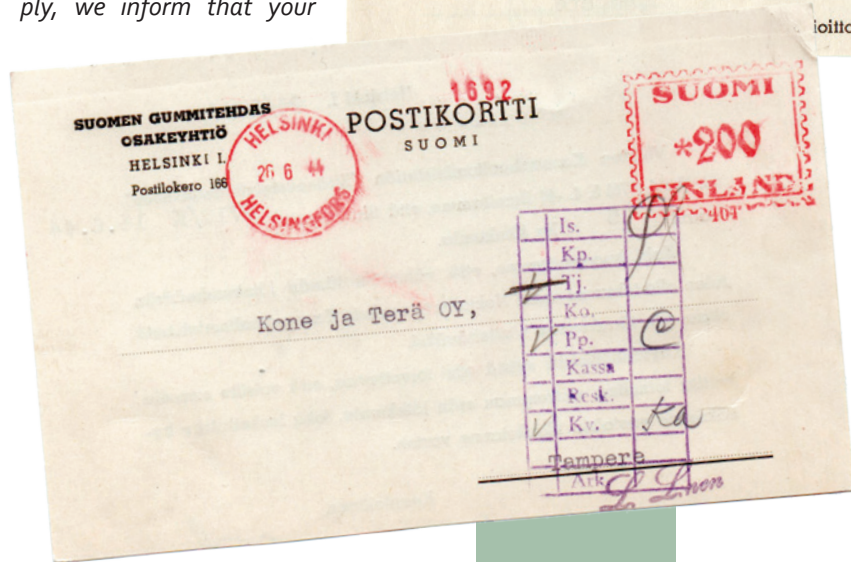 ply, we inform that your
SUOMEN GUMMITEHDAS
OSAKEYHTIÖ
HELSINKI I.
Postilokero 166
HELSINKI
26 6 44
HELSINGFORS
1692
POSTIKORTTI
SUOMI
SUOMI
*200
FINLAND
Is.
Kp.
Tj.
Ko.
Pp.
Kassa
Resk.
Kv.
Ka
Ark.
Kone ja Terä OY,
Tampere